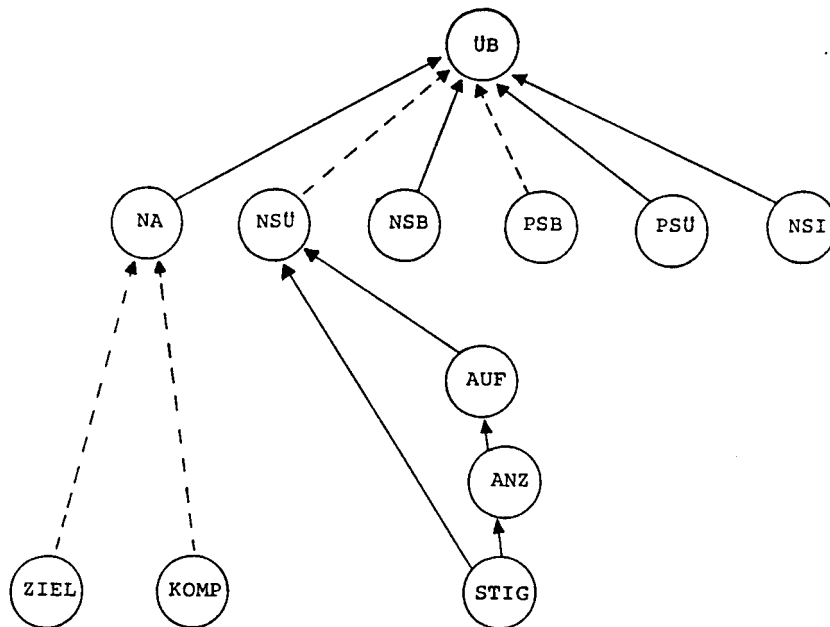 ÜB
NA NSÜ NSB PSB PSÜ NSI
AUF
ANZ
ZIEL KOMP STIG